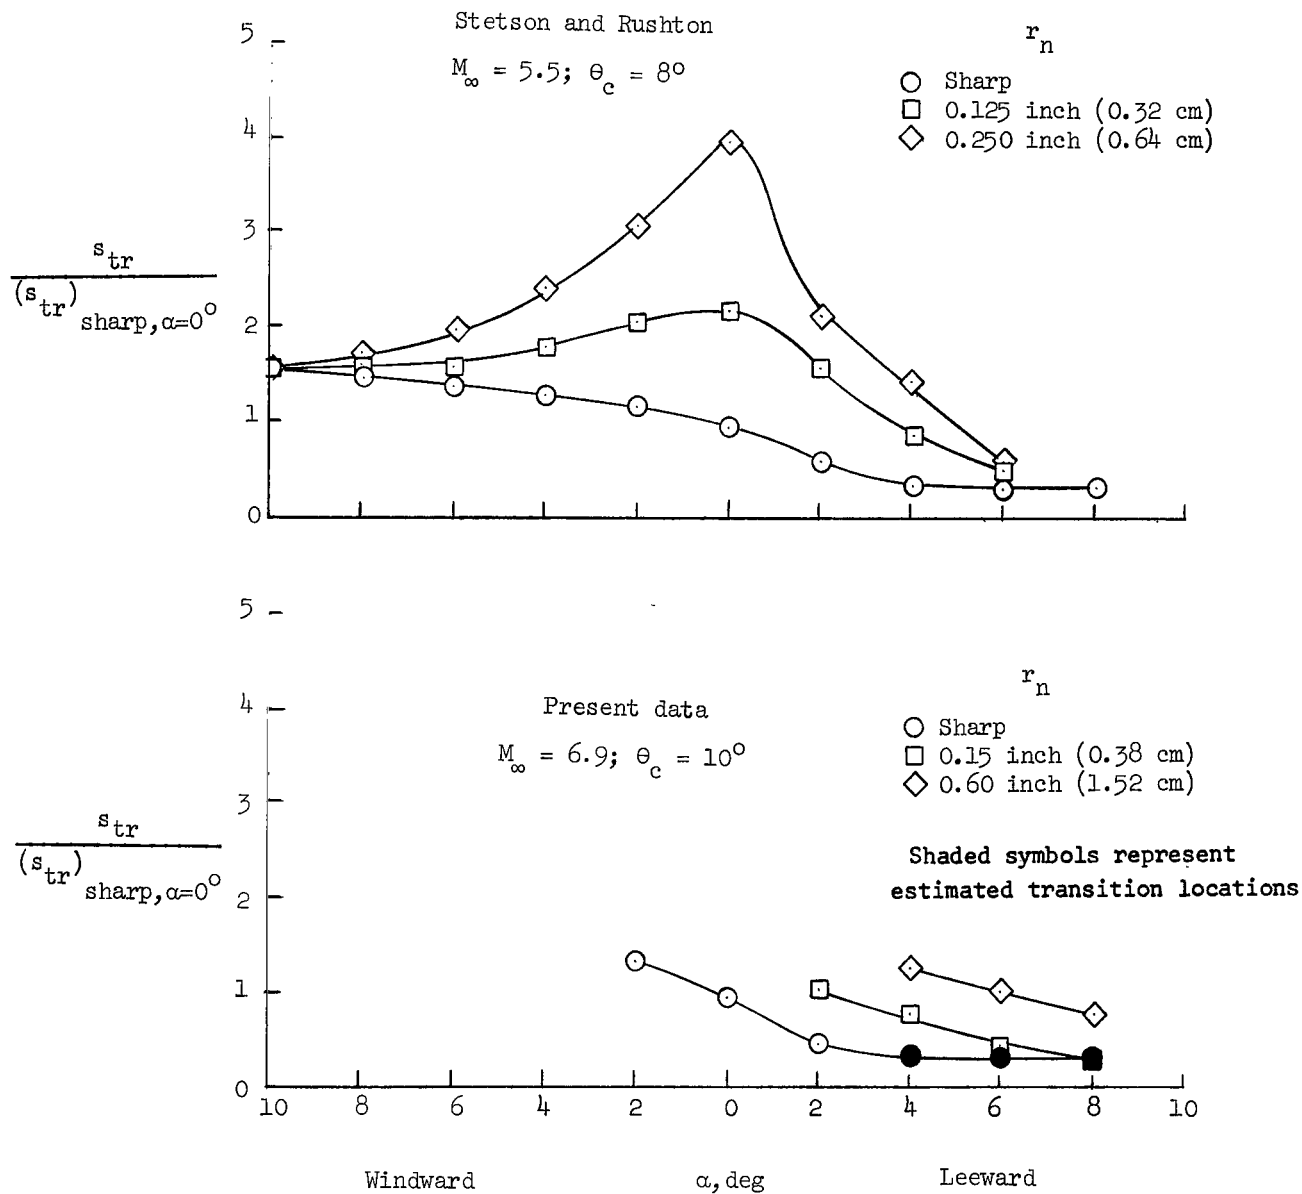 Stetson and Rushton
M∞ = 5.5; θc = 8°
rn
Sharp
0.125 inch (0.32 cm)
0.250 inch (0.64 cm)
5
4
3
2
1
0
str
(str)sharp, α=0°
Present data
M∞ = 6.9; θc = 10°
rn
Sharp
0.15 inch (0.38 cm)
0.60 inch (1.52 cm)
Shaded symbols represent
estimated transition locations
5
4
3
2
1
0
str
(str)sharp, α=0°
10 8 6 4 2 0 2 4 6 8 10
Windward α, deg Leeward